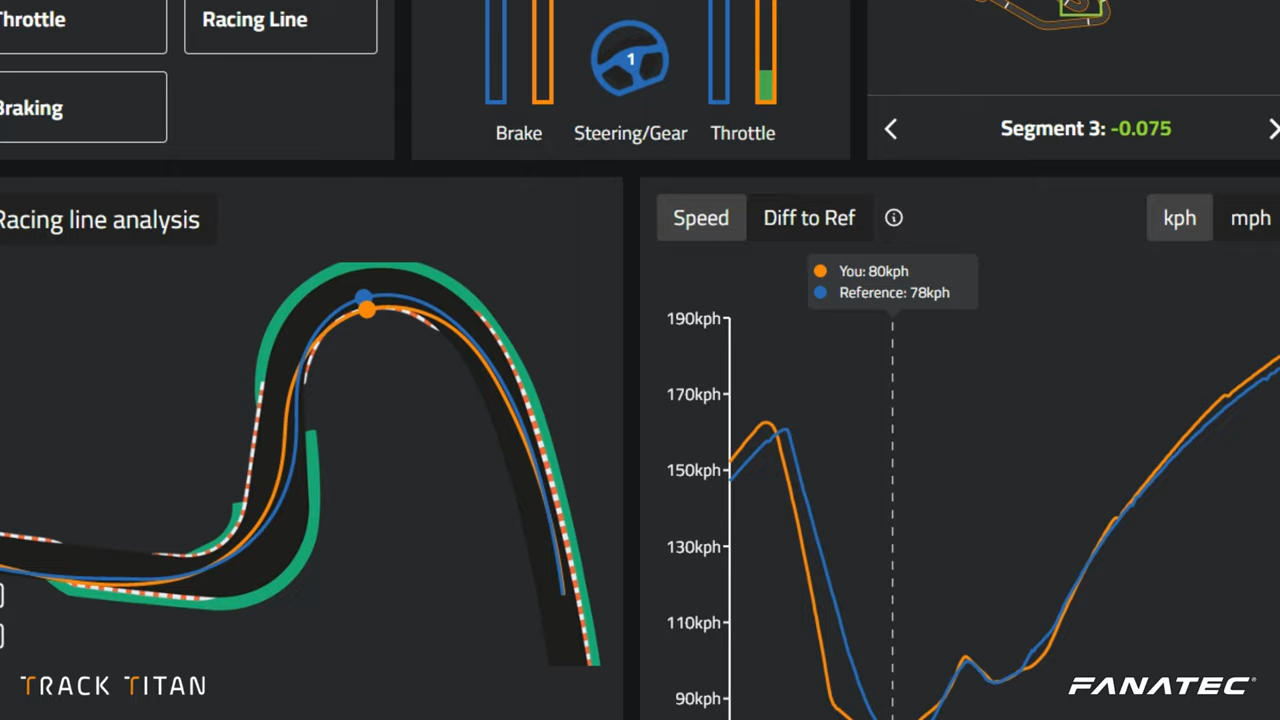 Throttle
Racing Line
Braking
1
Brake
Steering/Gear
Throttle
Segment 3: -0.075
Racing line analysis
Speed
Diff to Ref
kph
mph
You: 80kph
Reference: 78kph
190kph
170kph
150kph
130kph
110kph
90kph
TRACK TITAN
FANATEC